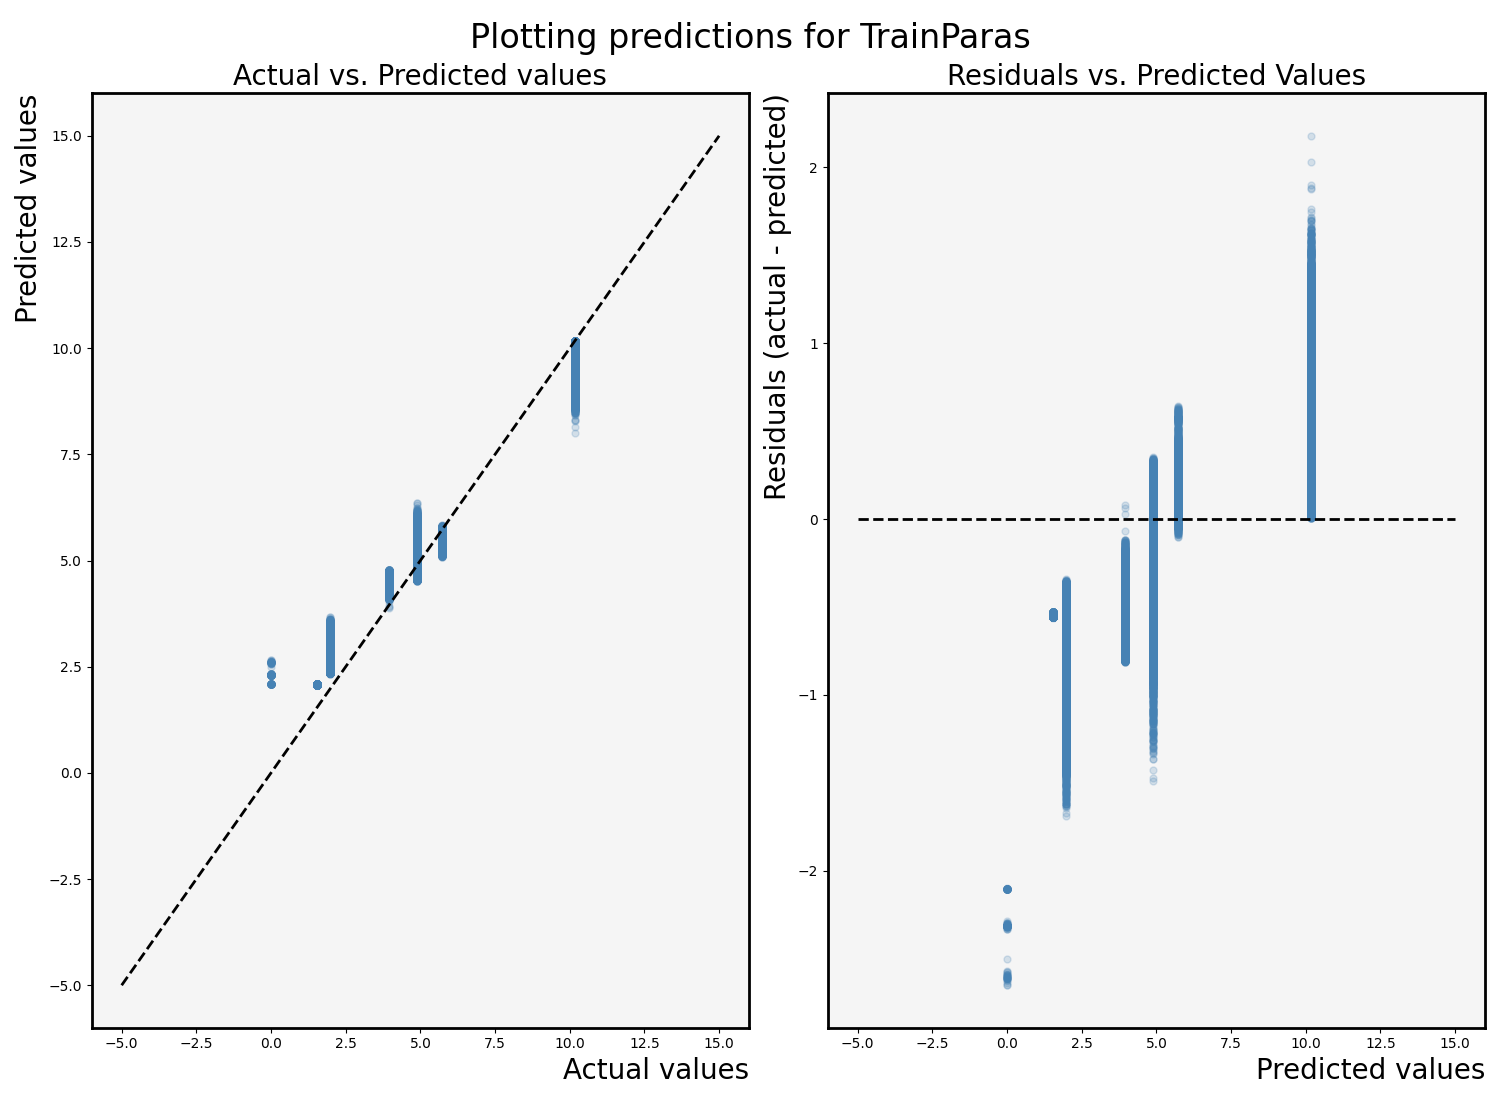 Plotting predictions for TrainParas
Actual vs. Predicted values
Predicted values
15.0
12.5
10.0
7.5
5.0
2.5
0.0
−2.5
−5.0
−5.0 −2.5 0.0 2.5 5.0 7.5 10.0 12.5 15.0
Actual values
Residuals vs. Predicted Values
Residuals (actual - predicted)
2
1
0
−1
−2
−5.0 −2.5 0.0 2.5 5.0 7.5 10.0 12.5 15.0
Predicted values